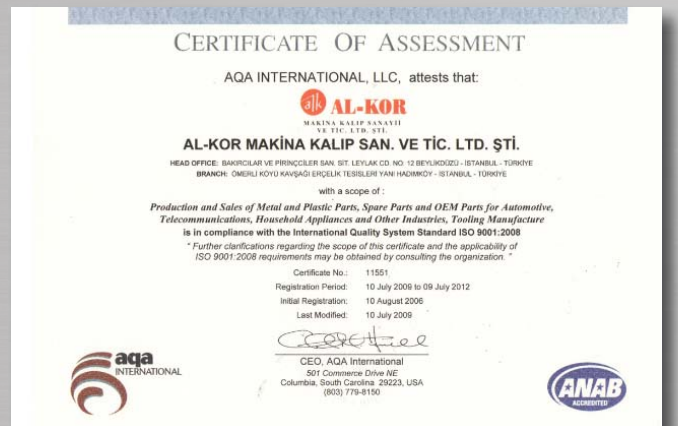 CERTIFICATE OF ASSESSMENT
AQA INTERNATIONAL, LLC, attests that:
alk AL-KOR
MAKİNA KALIP SANAYİİ
VE TİC. LTD. ŞTİ.
AL-KOR MAKİNA KALIP SAN. VE TİC. LTD. ŞTİ.
HEAD OFFICE: BAKIRCILAR VE PİRİNÇCİLER SAN. SİT. LEYLAK CD. NO: 12 BEYLİKDÜZÜ - İSTANBUL - TÜRKİYE
BRANCH: ÖMERLİ KÖYÜ KAVŞAĞI ERÇELİK TESİSLERİ YANI HADIMKÖY - İSTANBUL - TÜRKİYE
with a scope of :
Production and Sales of Metal and Plastic Parts, Spare Parts and OEM Parts for Automotive,
Telecommunications, Household Appliances and Other Industries, Tooling Manufacture
is in compliance with the International Quality System Standard ISO 9001:2008
" Further clarifications regarding the scope of this certificate and the applicability of
ISO 9001:2008 requirements may be obtained by consulting the organization. "
Certificate No.: 11551
Registration Period: 10 July 2009 to 09 July 2012
Initial Registration: 10 August 2006
Last Modified: 10 July 2009
CEO, AQA International
501 Commerce Drive NE
Columbia, South Carolina 29223, USA
(803) 779-8150
aqa
INTERNATIONAL
ANAB
ACCREDITED